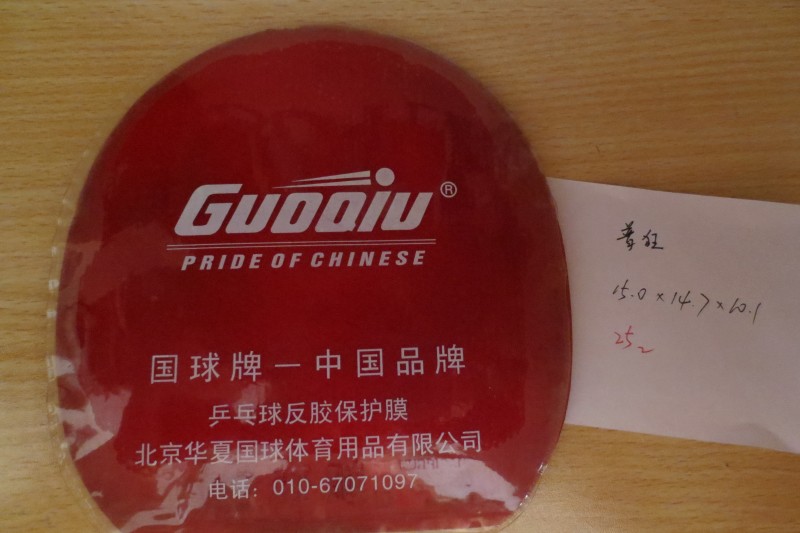 GUOQIU®
PRIDE OF CHINESE
国球牌一中国品牌
乒乓球反胶保护膜
北京华夏国球体育用品有限公司
电话：010-67071097
普狂
15.0×14.7×10.1